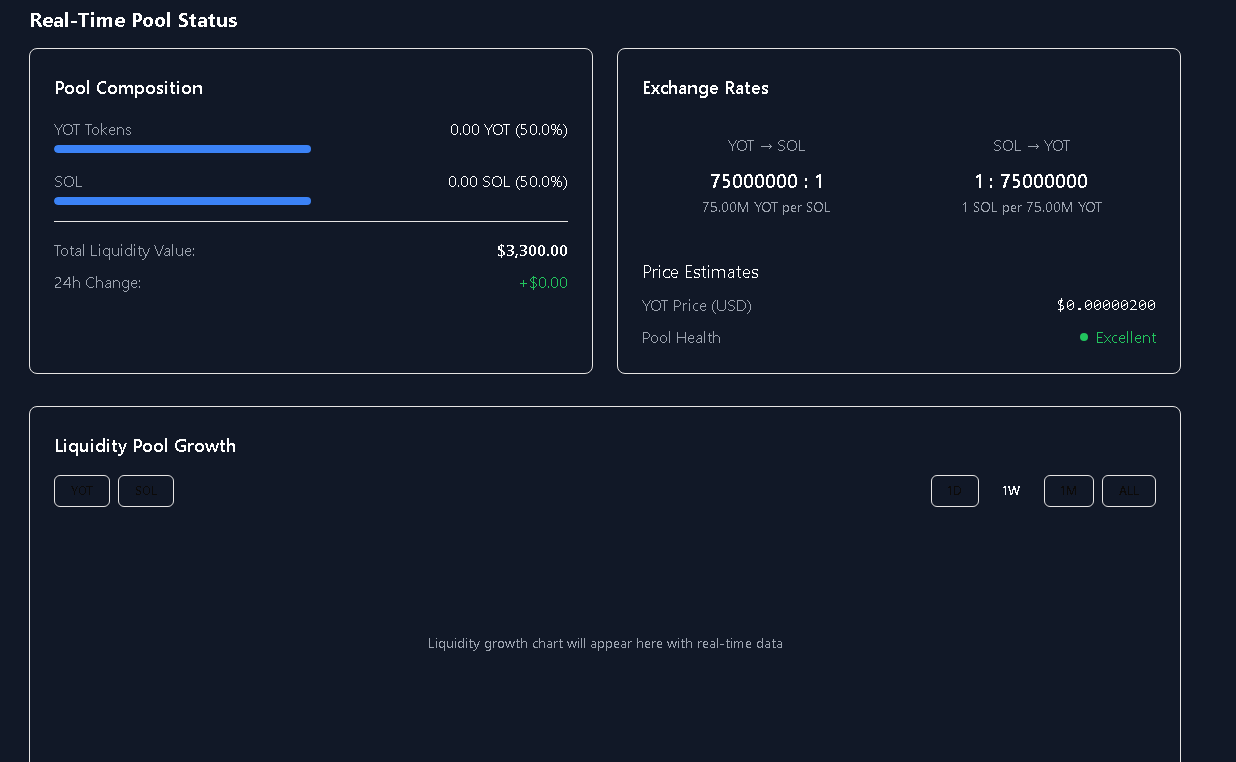 Real-Time Pool Status
Pool Composition
YOT Tokens 0.00 YOT (50.0%)
SOL 0.00 SOL (50.0%)
Total Liquidity Value: $3,300.00
24h Change: +$0.00
Exchange Rates
YOT → SOL SOL → YOT
75000000 : 1 1 : 75000000
75.00M YOT per SOL 1 SOL per 75.00M YOT
Price Estimates
YOT Price (USD) $0.00000200
Pool Health Excellent
Liquidity Pool Growth
YOT SOL 1D 1W 1M ALL
Liquidity growth chart will appear here with real-time data